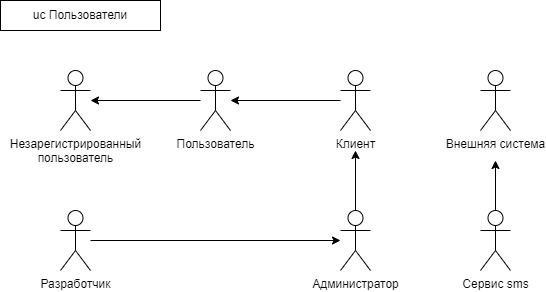 uc Пользователи
Незарегистрированный
пользователь
Пользователь
Клиент
Внешняя система
Разработчик
Администратор
Сервис sms